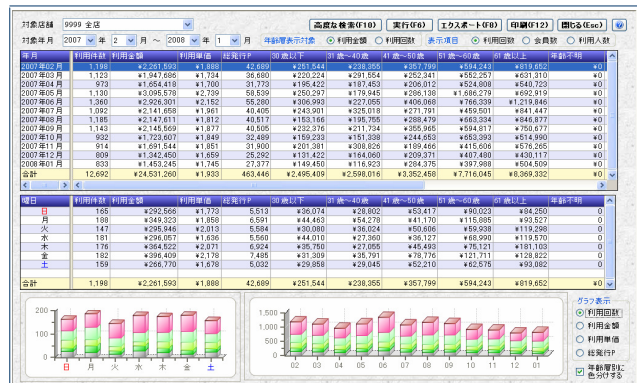 対象店舗 9999 全店 高度な検索(F10) 実行(F6) エクスポート(F8) 印刷(F12) 閉じる(Esc)
対象年月 2007 年 2 月 ～ 2008 年 1 月 年齢層表示対象 利用金額 利用回数 表示項目 利用回数 会員数 利用人数
年月 利用件数 利用金額 利用単価 総発行P 30歳以下 31歳～40歳 41歳～50歳 51歳～60歳 61歳以上 年齢不明
2007年02月 1,198 ¥2,261,593 ¥1,888 42,689 ¥251,544 ¥238,355 ¥357,799 ¥594,243 ¥819,652 ¥0
2007年03月 1,123 ¥1,947,686 ¥1,734 36,680 ¥220,224 ¥291,554 ¥252,341 ¥552,257 ¥631,310 ¥0
2007年04月 973 ¥1,654,418 ¥1,700 31,773 ¥195,422 ¥187,453 ¥206,012 ¥524,808 ¥540,723 ¥0
2007年05月 1,130 ¥3,095,578 ¥2,739 58,539 ¥250,297 ¥179,945 ¥286,138 ¥1,686,279 ¥692,919 ¥0
2007年06月 1,360 ¥2,926,301 ¥2,152 55,280 ¥306,993 ¥227,055 ¥406,068 ¥766,339 ¥1,219,846 ¥0
2007年07月 1,092 ¥2,141,658 ¥1,961 40,405 ¥243,901 ¥325,018 ¥271,791 ¥459,501 ¥841,447 ¥0
2007年08月 1,185 ¥2,147,611 ¥1,812 40,517 ¥153,166 ¥195,755 ¥288,479 ¥663,334 ¥846,877 ¥0
2007年09月 1,143 ¥2,145,569 ¥1,877 40,505 ¥232,376 ¥211,734 ¥355,965 ¥594,817 ¥750,677 ¥0
2007年10月 932 ¥1,723,607 ¥1,849 32,489 ¥159,233 ¥151,338 ¥244,653 ¥653,393 ¥514,990 ¥0
2007年11月 914 ¥1,691,544 ¥1,851 31,900 ¥201,381 ¥308,826 ¥189,466 ¥415,606 ¥576,265 ¥0
2007年12月 809 ¥1,342,450 ¥1,659 25,292 ¥131,422 ¥164,060 ¥209,371 ¥407,480 ¥430,117 ¥0
2008年01月 833 ¥1,453,245 ¥1,745 27,377 ¥149,450 ¥116,923 ¥284,375 ¥397,988 ¥504,509 ¥0
合計 12,692 ¥24,531,260 ¥1,933 463,446 ¥2,495,409 ¥2,598,016 ¥3,352,458 ¥7,716,045 ¥8,369,332 ¥0
曜日 利用件数 利用金額 利用単価 総発行P 30歳以下 31歳～40歳 41歳～50歳 51歳～60歳 61歳以上 年齢不明
日 165 ¥292,566 ¥1,773 5,513 ¥36,074 ¥28,802 ¥53,417 ¥90,023 ¥84,250 0
月 188 ¥349,323 ¥1,858 6,591 ¥44,463 ¥54,278 ¥41,170 ¥115,885 ¥93,527 0
火 147 ¥295,946 ¥2,013 5,584 ¥30,080 ¥36,024 ¥50,606 ¥59,938 ¥119,298 0
水 181 ¥296,057 ¥1,636 5,560 ¥44,010 ¥27,360 ¥36,127 ¥68,990 ¥119,570 0
木 176 ¥364,522 ¥2,071 6,924 ¥35,750 ¥27,055 ¥45,493 ¥75,121 ¥181,103 0
金 182 ¥396,409 ¥2,178 7,485 ¥31,309 ¥35,791 ¥78,776 ¥121,711 ¥128,822 0
土 159 ¥266,770 ¥1,678 5,032 ¥29,858 ¥29,045 ¥52,210 ¥62,575 ¥93,082 0
合計 1,198 ¥2,261,593 ¥1,888 42,689 ¥251,544 ¥238,355 ¥357,799 ¥594,243 ¥819,652 0
200
100
0
日 月 火 水 木 金 土
1,500
1,000
500
0
02 03 04 05 06 07 08 09 10 11 12 01
グラフ表示
利用回数
利用金額
利用単価
総発行P
年齢層別に
色分けする